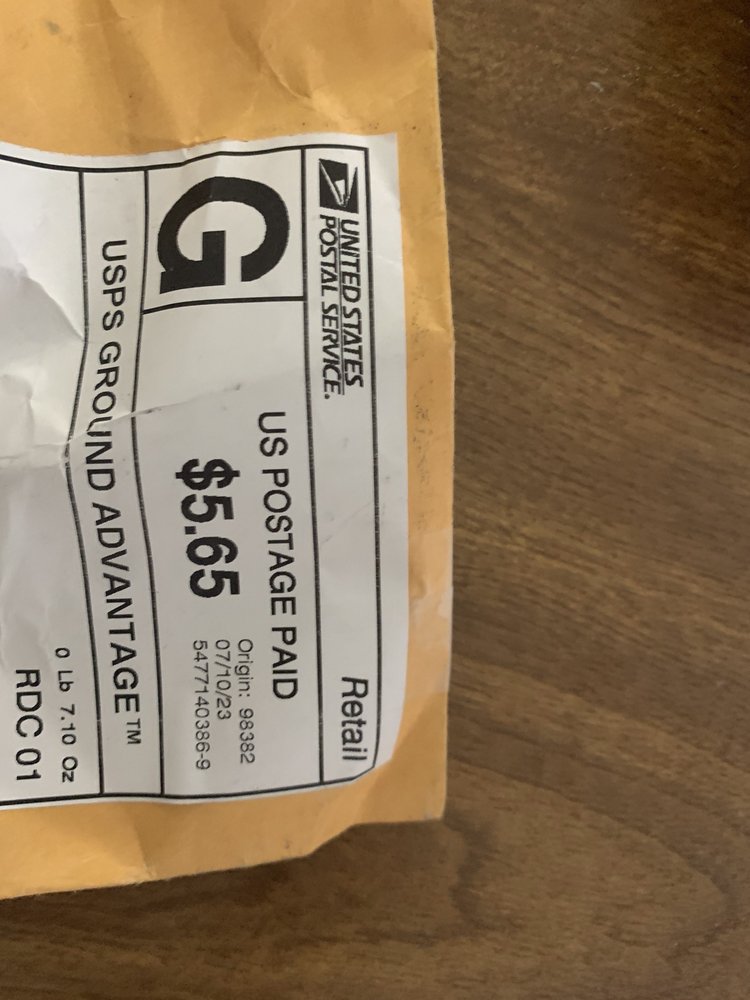 UNITED STATES
POSTAL SERVICE.
Retail
G
US POSTAGE PAID
$5.65
Origin: 98382
07/10/23
5477140386-9
USPS GROUND ADVANTAGE™
0 Lb 7.10 Oz
RDC 01